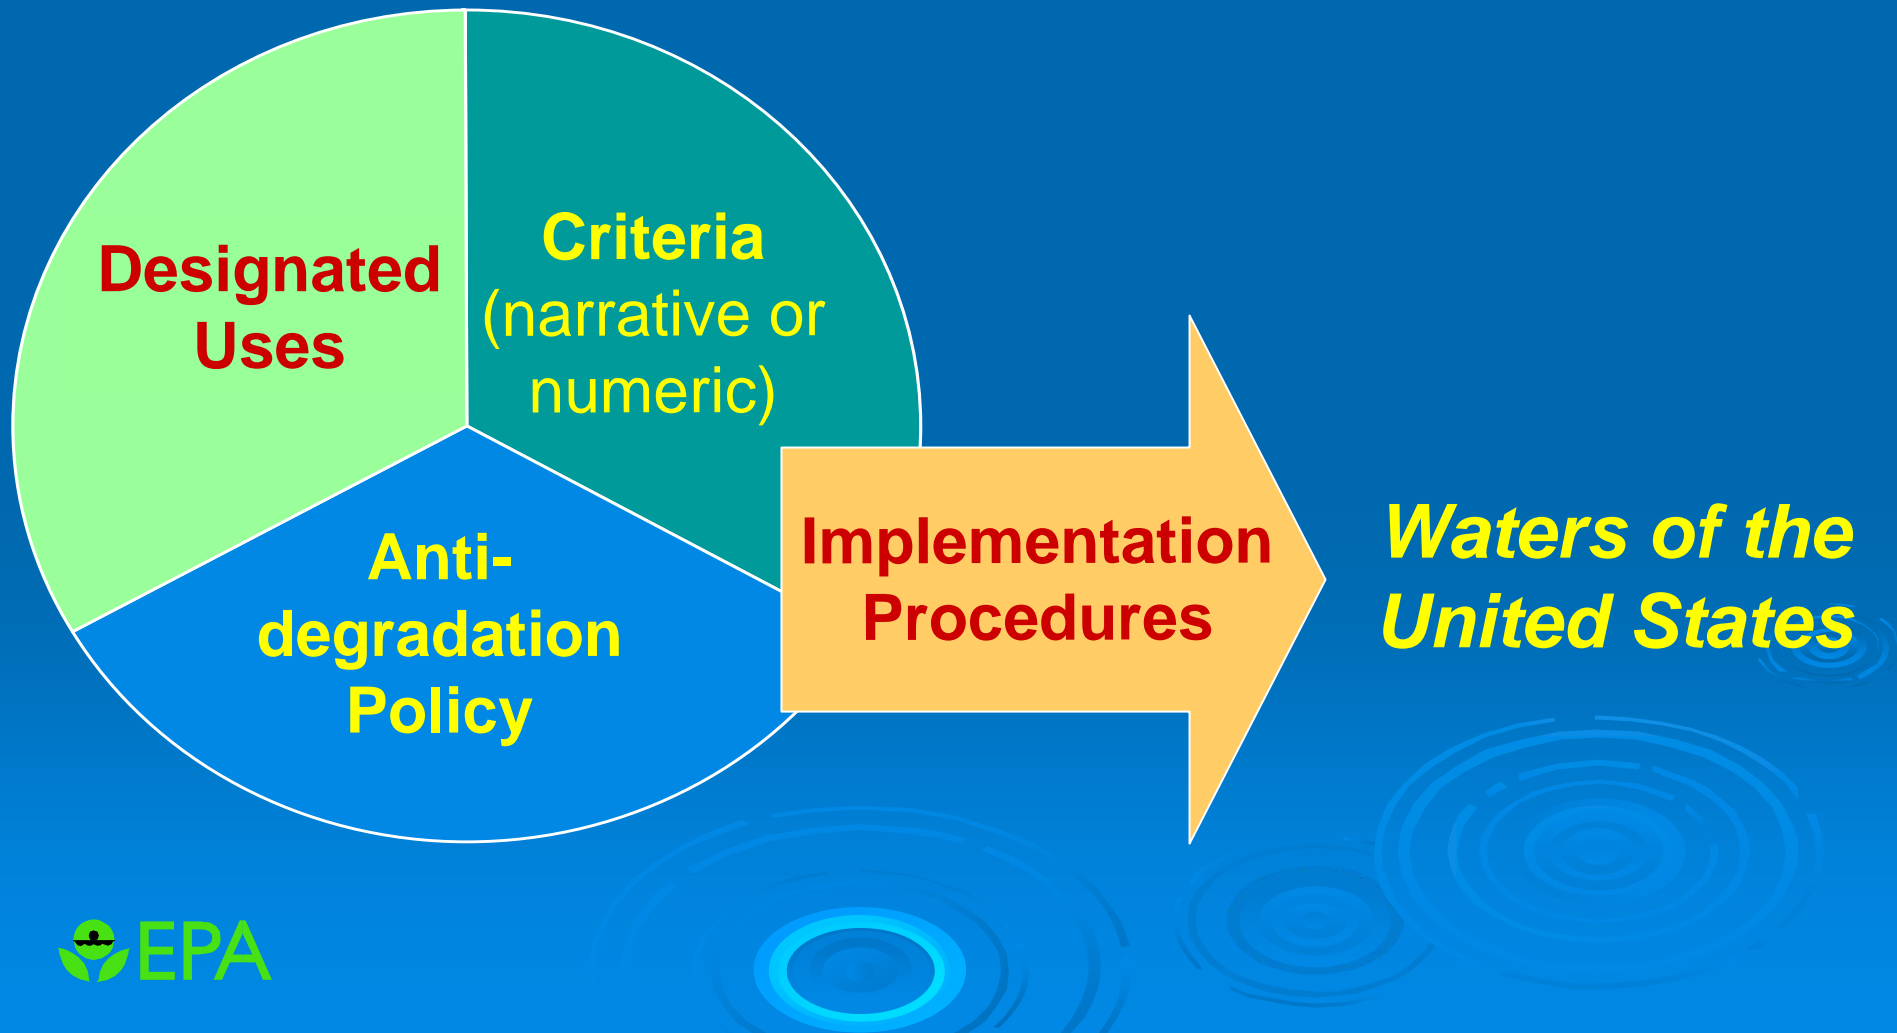 Designated
Uses
Criteria
(narrative or
numeric)
Anti-
degradation
Policy
Implementation
Procedures
Waters of the
United States
EPA